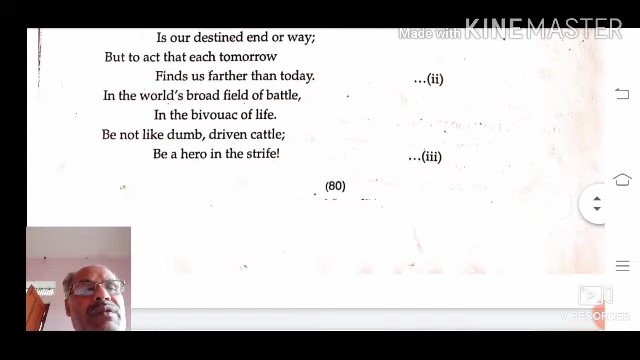 Made with KINEMASTER
Is our destined end or way;
But to act that each tomorrow
Finds us farther than today. ...(ii)
In the world's broad field of battle,
In the bivouac of life.
Be not like dumb, driven cattle;
Be a hero in the strife! ...(iii)
(80)
V RECORDER